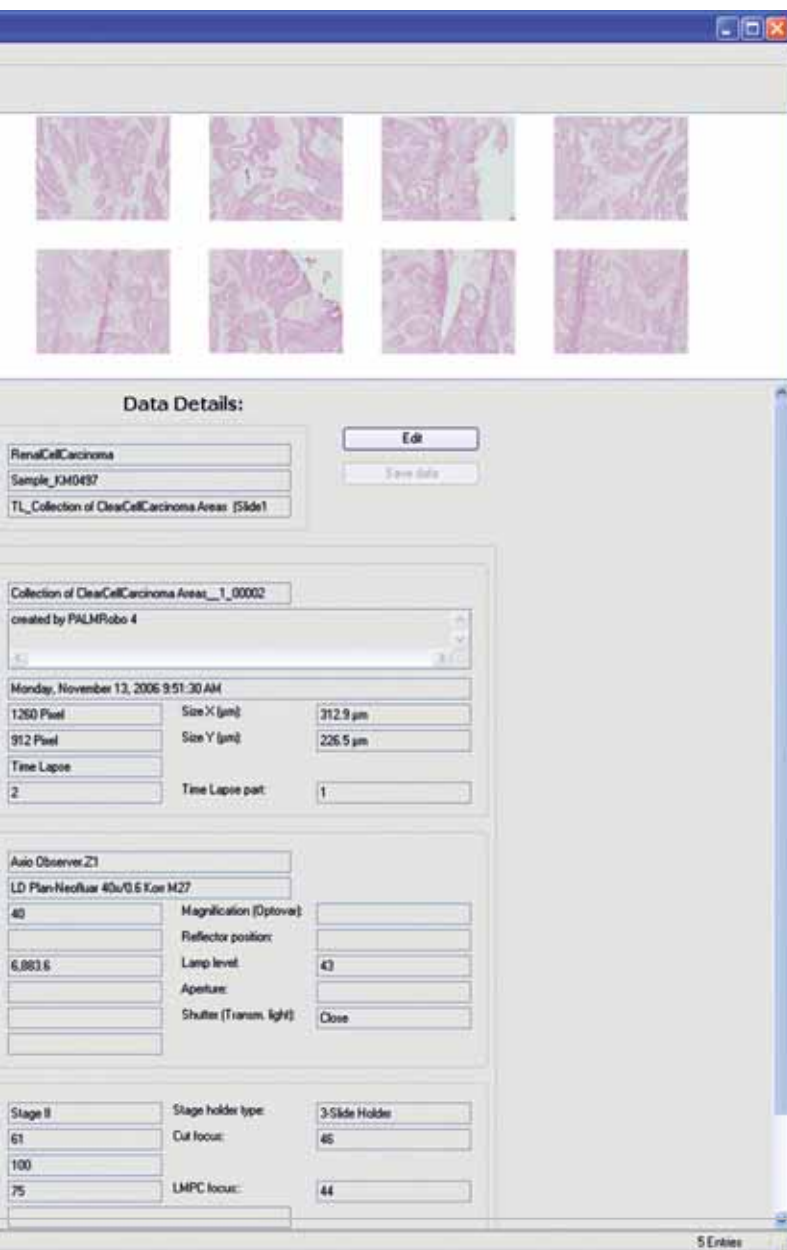 Data Details:
Edit
RenalCellCarcinoma
Save data
Sample_KM0497
TL_Collection of ClearCellCarcinoma Areas (Slide1
Collection of ClearCellCarcinoma Areas__1_00002
created by PALMRobo 4
Monday, November 13, 2006 9:51:30 AM
1260 Pixel Size X (µm): 312.9 µm
912 Pixel Size Y (µm): 226.5 µm
Time Lapse
2 Time Lapse part: 1
Axio Observer.Z1
LD Plan-Neofluar 40x/0.6 Korr M27
40 Magnification (Optovar):
Reflector position:
6,883.6 Lamp level: 43
Aperture:
Shutter (Transm. light): Close
Stage II Stage holder type: 3-Slide Holder
61 Cut focus: 46
100
75 LMPC focus: 44
5 Entries